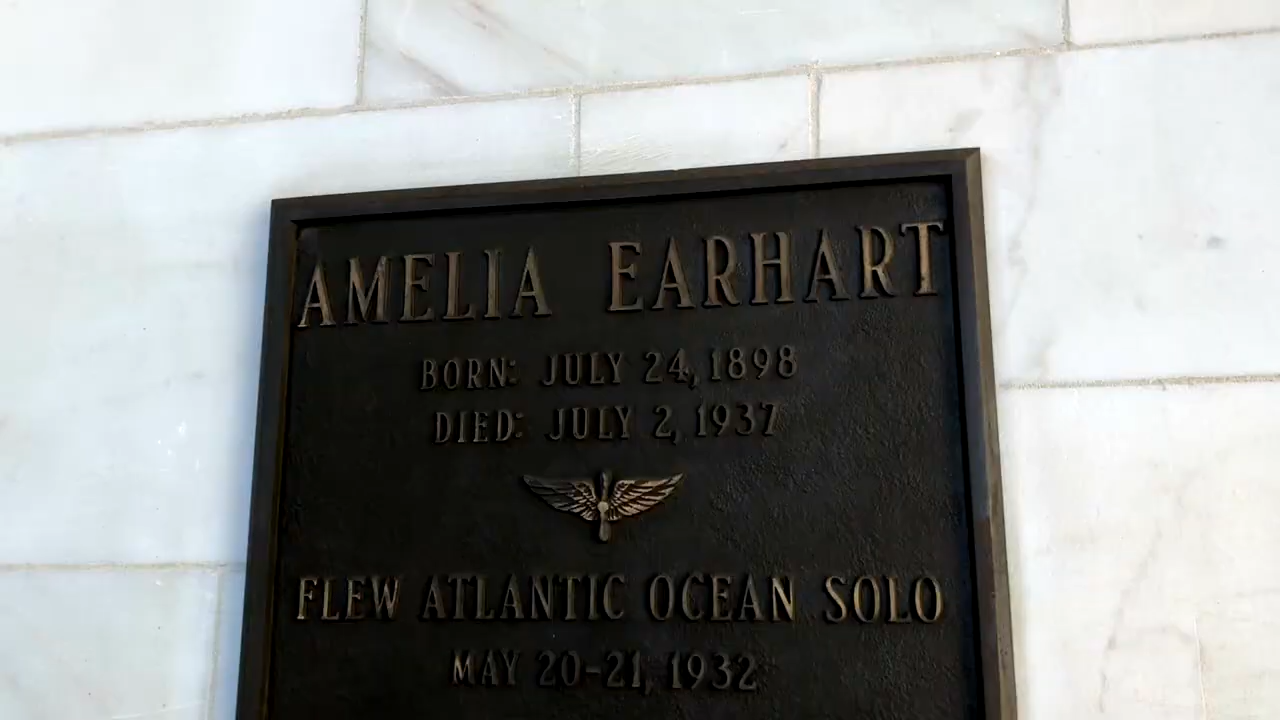 AMELIA EARHART
BORN: JULY 24, 1898
DIED: JULY 2, 1937
FLEW ATLANTIC OCEAN SOLO
MAY 20-21, 1932